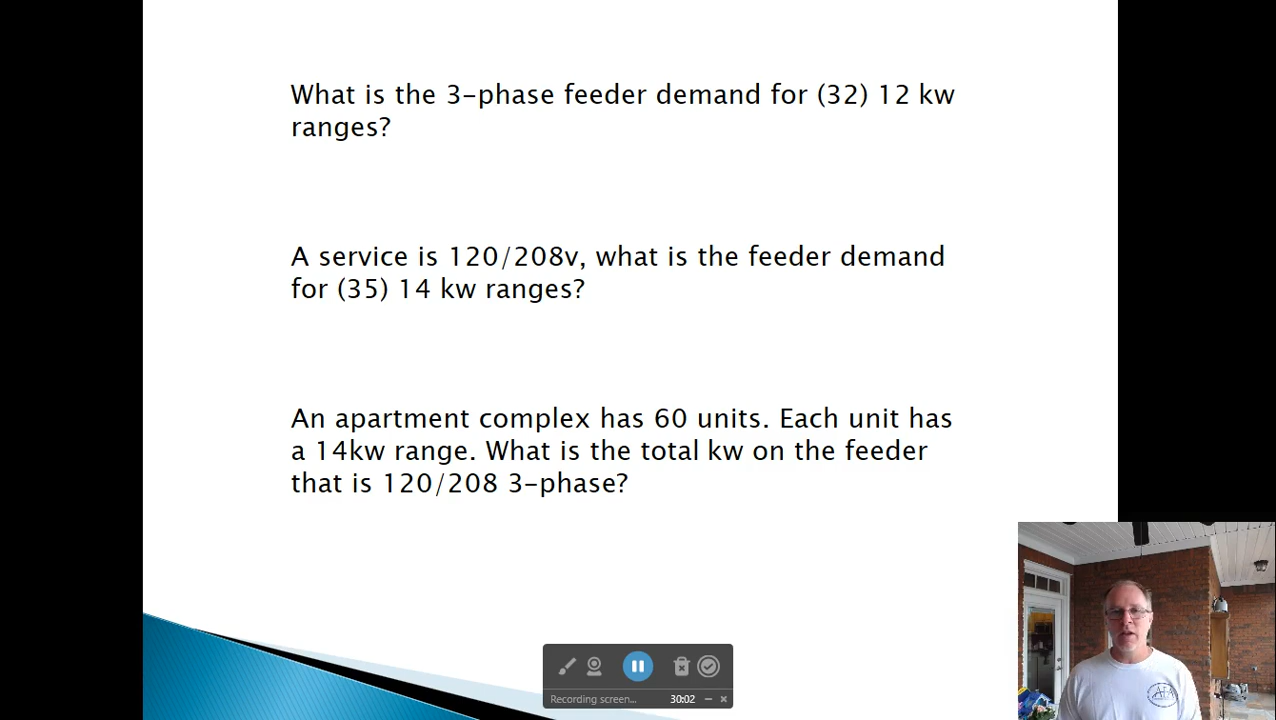 What is the 3-phase feeder demand for (32) 12 kw
ranges?
A service is 120/208v, what is the feeder demand
for (35) 14 kw ranges?
An apartment complex has 60 units. Each unit has
a 14kw range. What is the total kw on the feeder
that is 120/208 3-phase?
Recording screen... 30:02